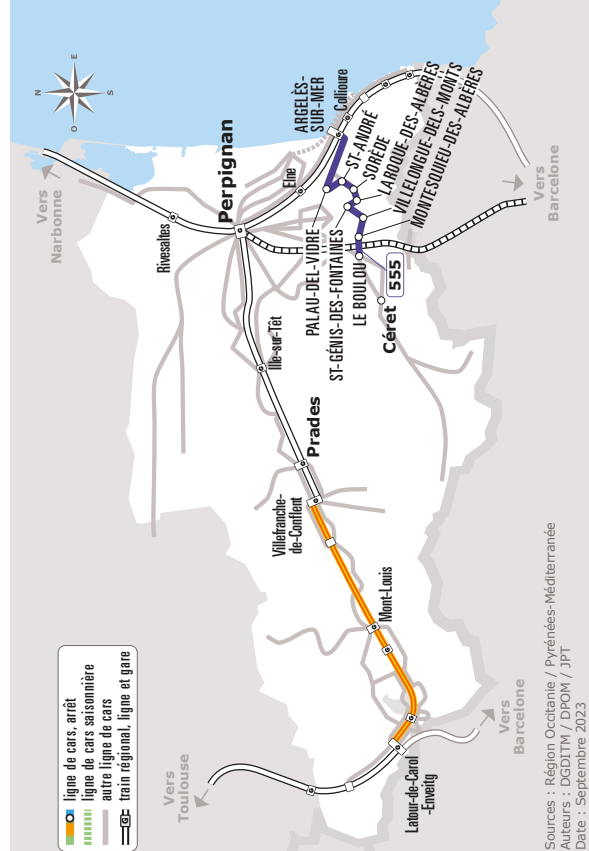 N
E
S
O
Vers
Narbonne
Rivesaltes
Perpignan
Elne
ARGELÈS-
SUR-MER
Collioure
ST-ANDRÉ
SORÈDE
LAROQUE-DES-ALBÈRES
VILLELONGUE-DELS-MONTS
MONTESQUIEU-DES-ALBÈRES
PALAU-DEL-VIDRE
ST-GÉNIS-DES-FONTAINES
LE BOULOU
555
Céret
Vers
Barcelone
Ille-sur-Têt
Prades
Villefranche-
de-Conflent
Mont-Louis
Latour-de-Carol
-Enveitg
Vers
Toulouse
Vers
Barcelone
ligne de cars, arrêt
ligne de cars saisonnière
autre ligne de cars
G
train régional, ligne et gare
Sources : Région Occitanie / Pyrénées-Méditerranée
Auteurs : DGDITM / DPOM / JPT
Date : Septembre 2023